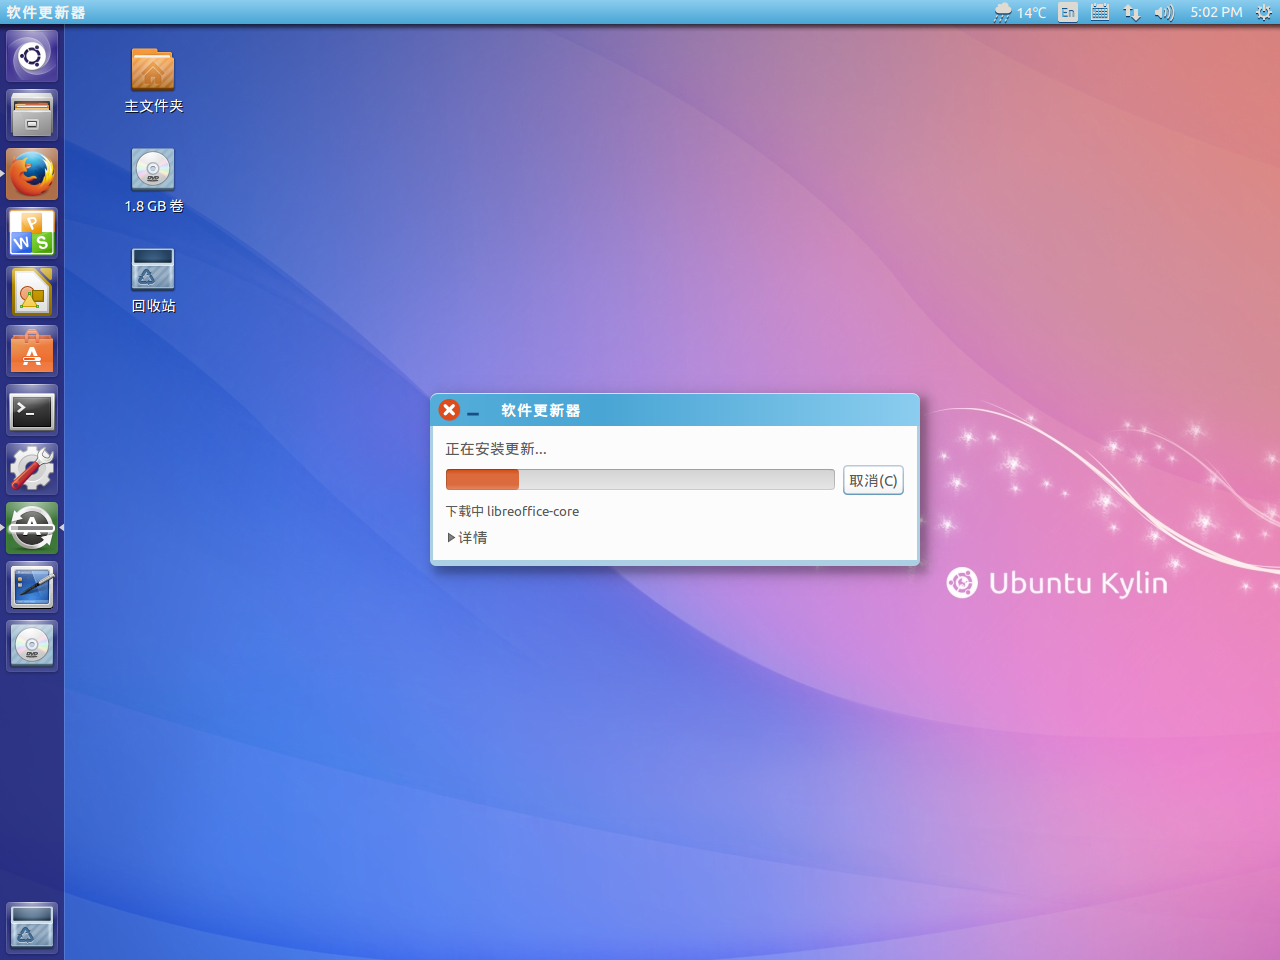 软件更新器
14℃
En
5:02 PM
主文件夹
1.8 GB 卷
回收站
P
W S
A
>_
A
DVD
软件更新器
正在安装更新...
取消(C)
下载中 libreoffice-core
详情
Ubuntu Kylin